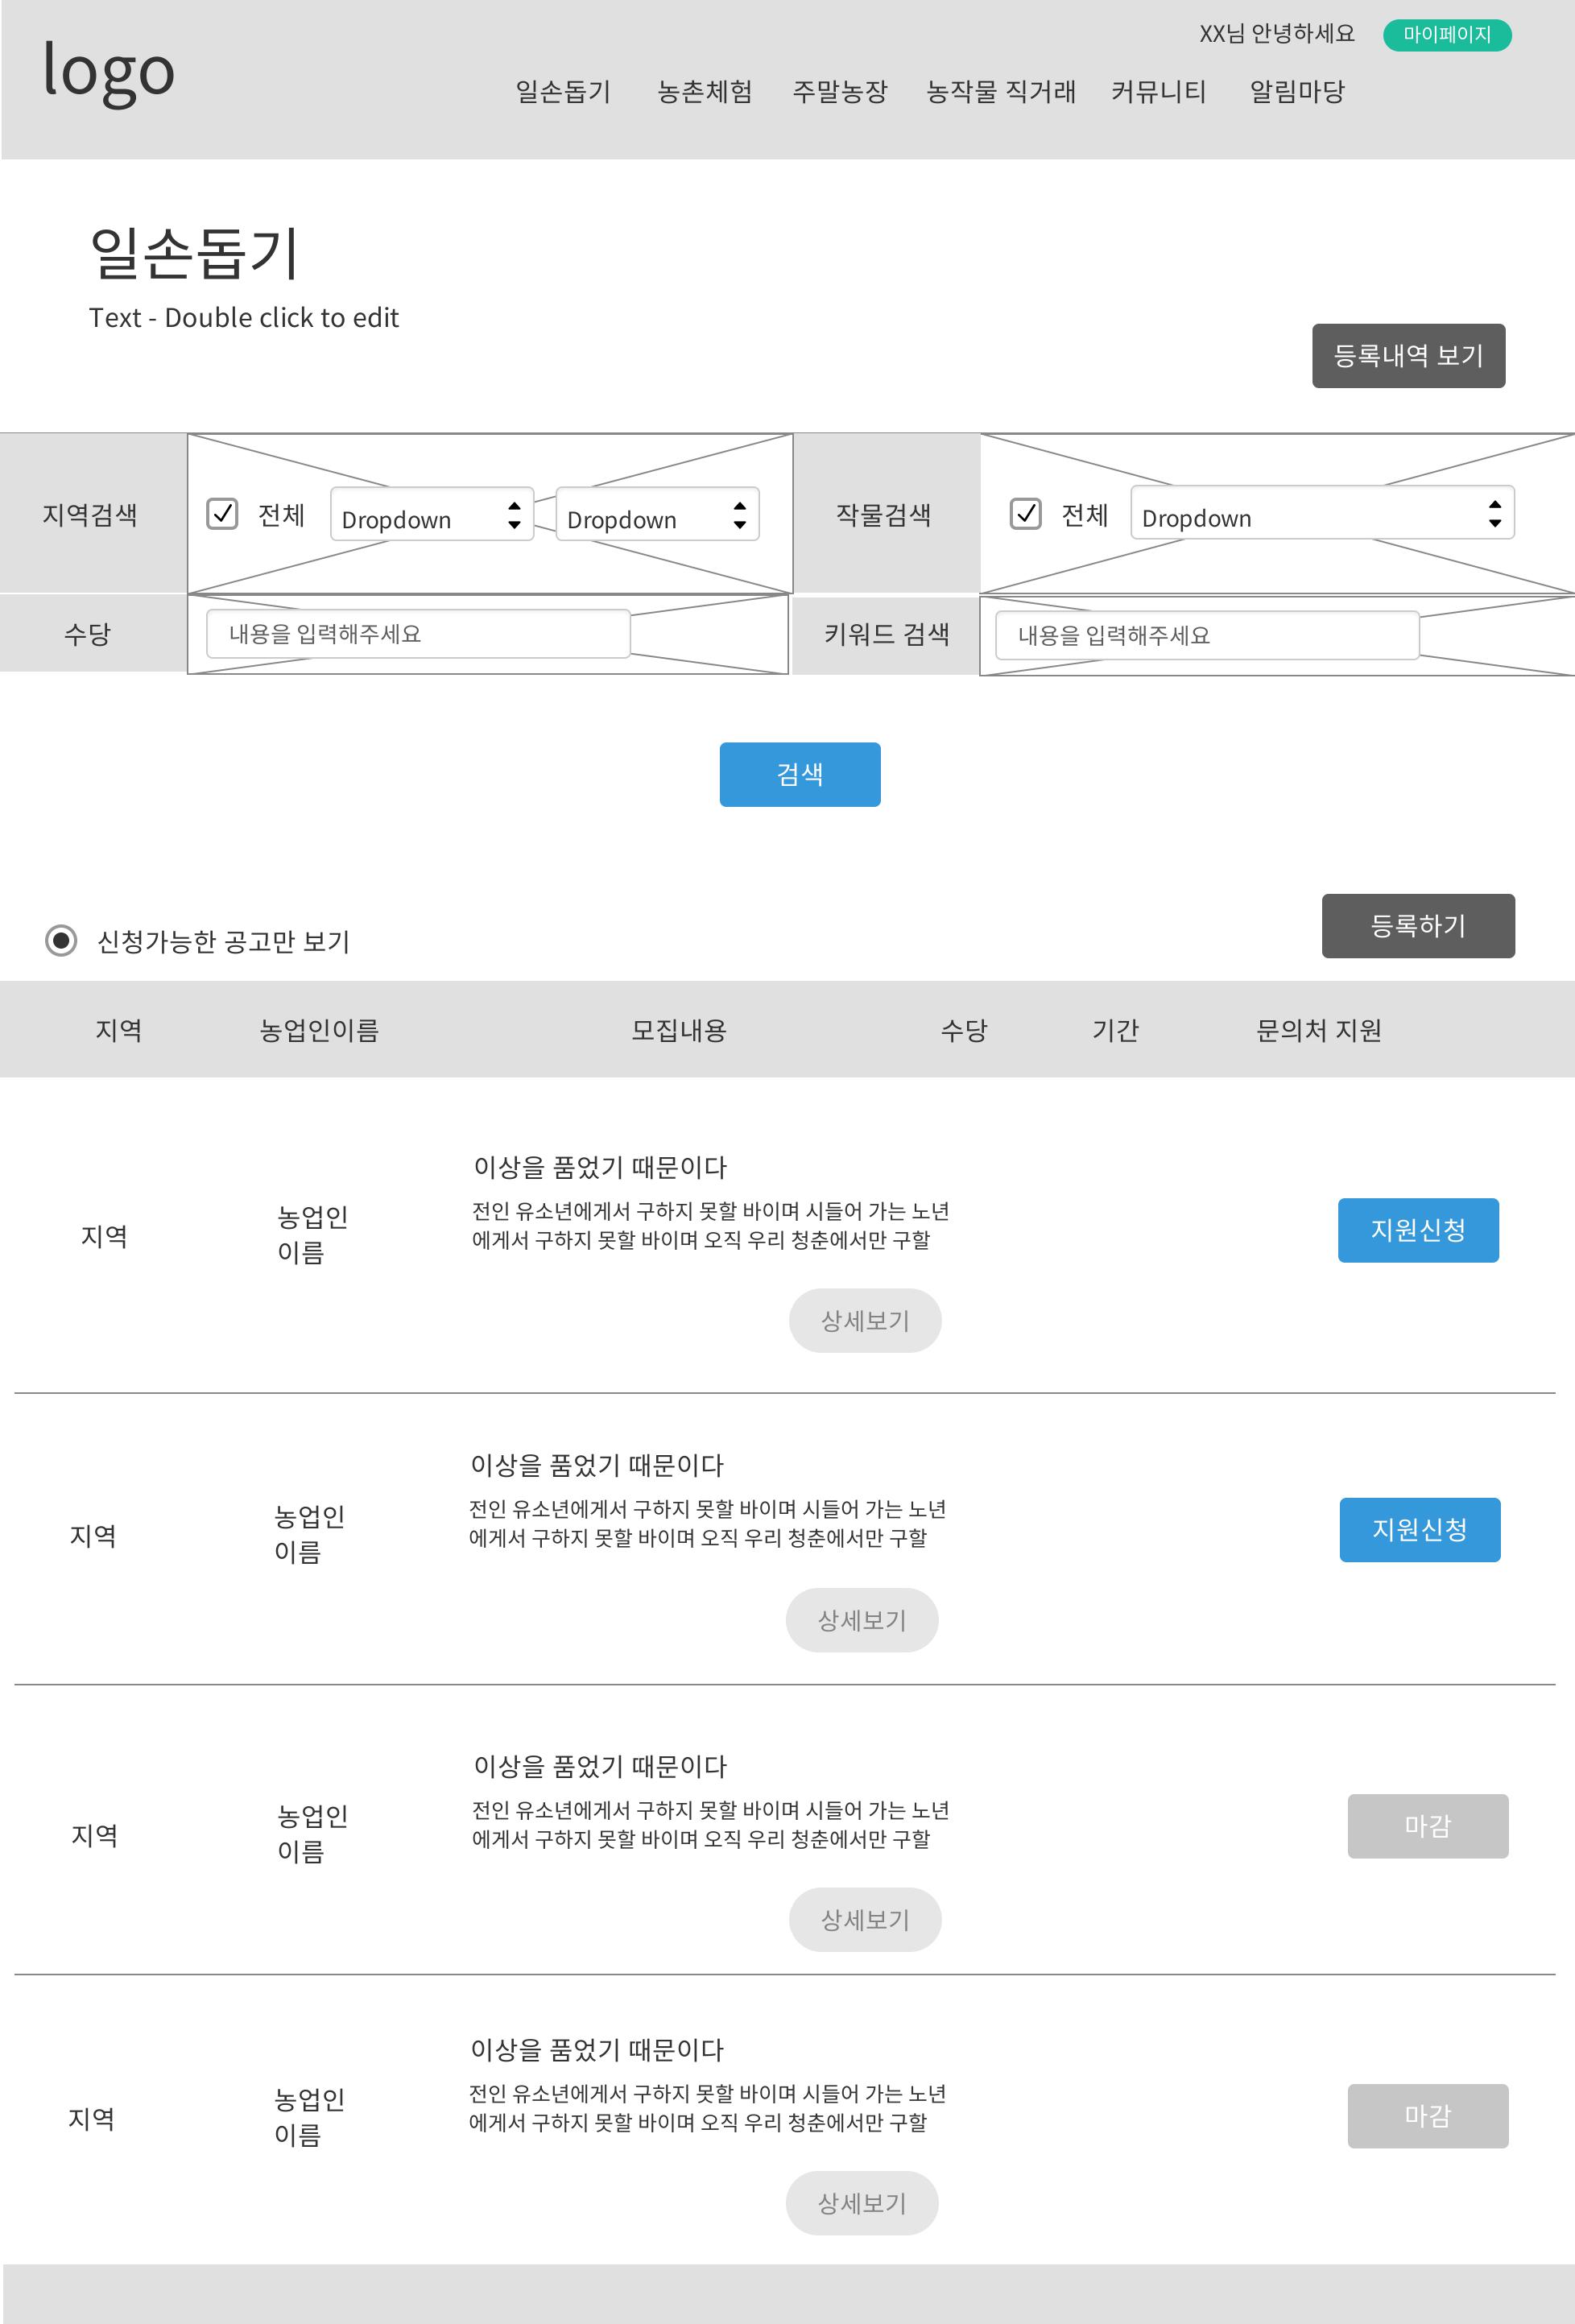 logo
XX님 안녕하세요 마이페이지
일손돕기 농촌체험 주말농장 농작물 직거래 커뮤니티 알림마당
일손돕기
Text - Double click to edit
등록내역 보기
지역검색 전체 Dropdown Dropdown 작물검색 전체 Dropdown
수당 내용을 입력해주세요 키워드 검색 내용을 입력해주세요
검색
신청가능한 공고만 보기 등록하기
지역 농업인이름 모집내용 수당 기간 문의처 지원
지역
농업인
이름
이상을 품었기 때문이다
전인 유소년에게서 구하지 못할 바이며 시들어 가는 노년
에게서 구하지 못할 바이며 오직 우리 청춘에서만 구할
상세보기
지원신청
지역
농업인
이름
이상을 품었기 때문이다
전인 유소년에게서 구하지 못할 바이며 시들어 가는 노년
에게서 구하지 못할 바이며 오직 우리 청춘에서만 구할
상세보기
지원신청
지역
농업인
이름
이상을 품었기 때문이다
전인 유소년에게서 구하지 못할 바이며 시들어 가는 노년
에게서 구하지 못할 바이며 오직 우리 청춘에서만 구할
상세보기
마감
지역
농업인
이름
이상을 품었기 때문이다
전인 유소년에게서 구하지 못할 바이며 시들어 가는 노년
에게서 구하지 못할 바이며 오직 우리 청춘에서만 구할
상세보기
마감